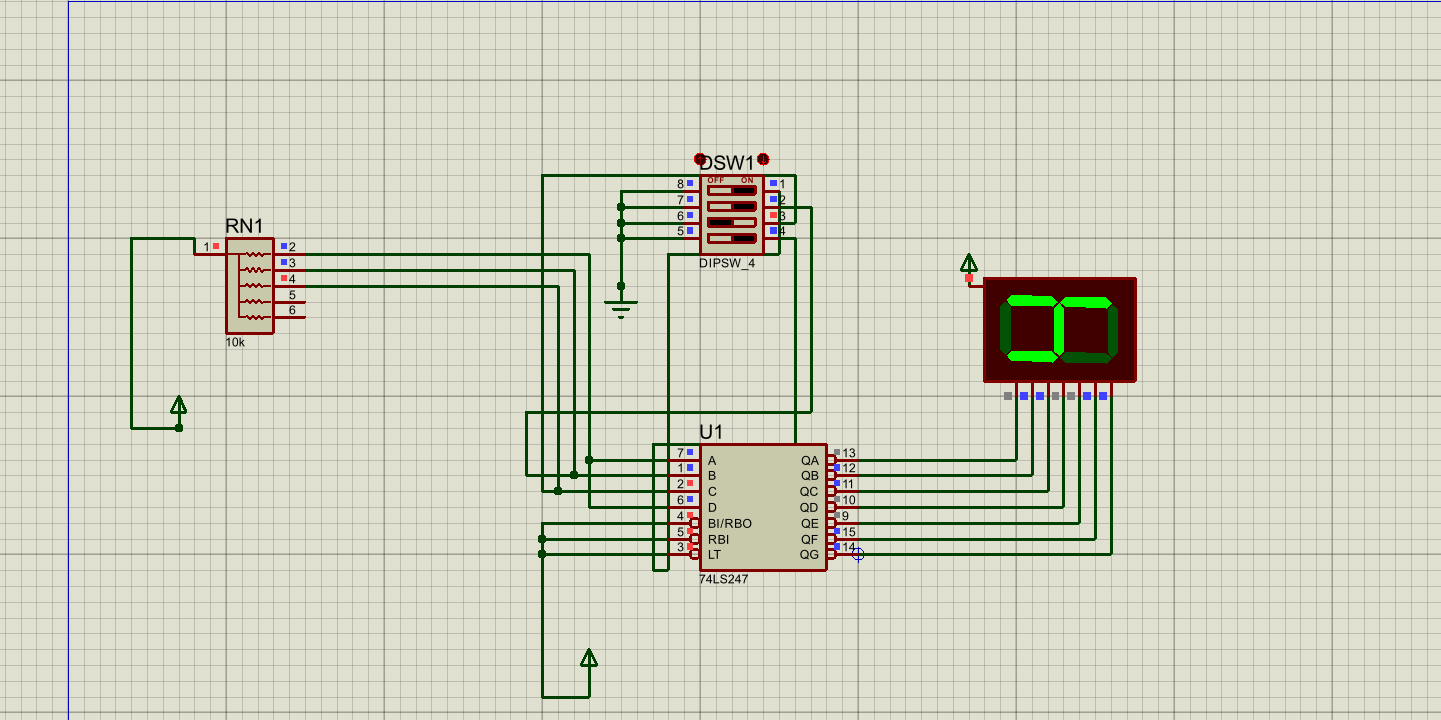 DSW1
OFF ON
8 1
7 2
6 3
5 4
DIPSW_4
RN1
1 2
3
4
5
6
10k
U1
7 A QA 13
1 B QB 12
2 C QC 11
6 D QD 10
4 BI/RBO QE 9
5 RBI QF 15
3 LT QG 14
74LS247